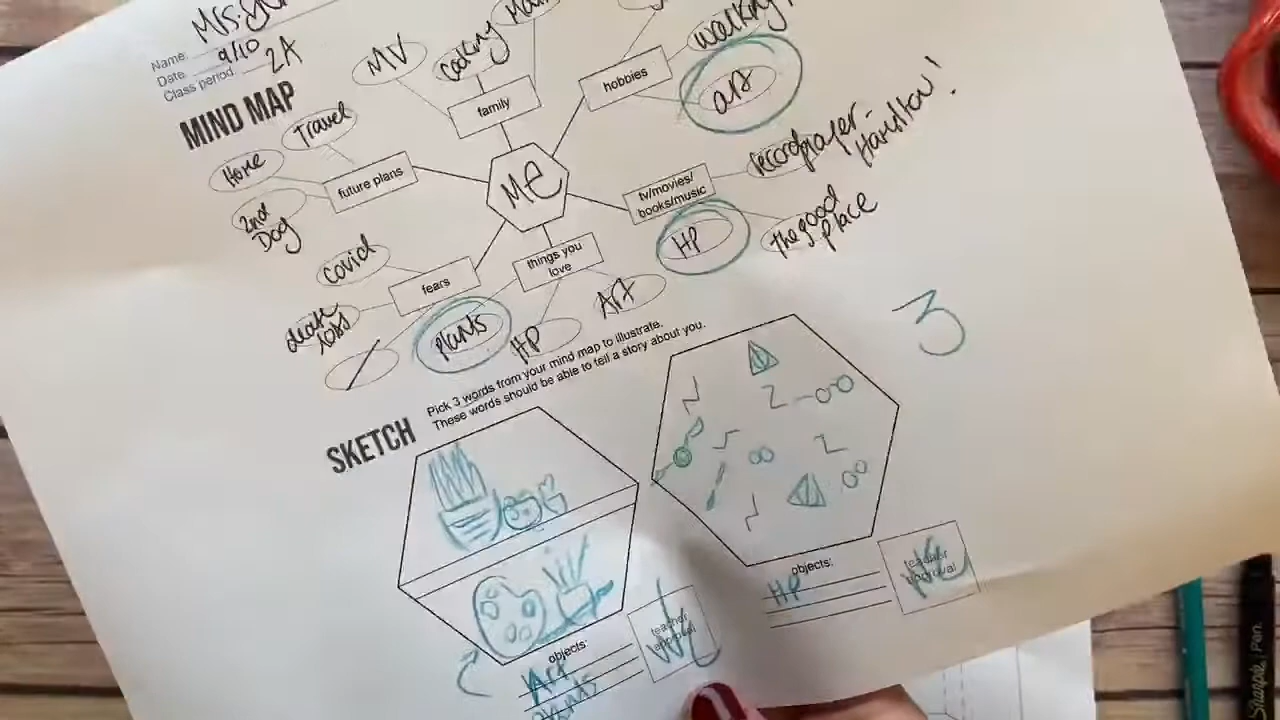 Name:
Date 9/10
Class period 2A
MIND MAP
MV
Cooking
family
hobbies
walking
art
Travel
Home
2nd Dog
future plans
Me
tv/movies/
books/music
recordplayer-
Hamilton!
HP
The good
place
covid
fears
death
loss
things you
love
Plants
HP
Art
Pick 3 words from your mind map to illustrate.
These words should be able to tell a story about you.
3
SKETCH
objects:
Art
plants
teacher
approval
objects:
HP
teacher
approval
Sharpie Pen.